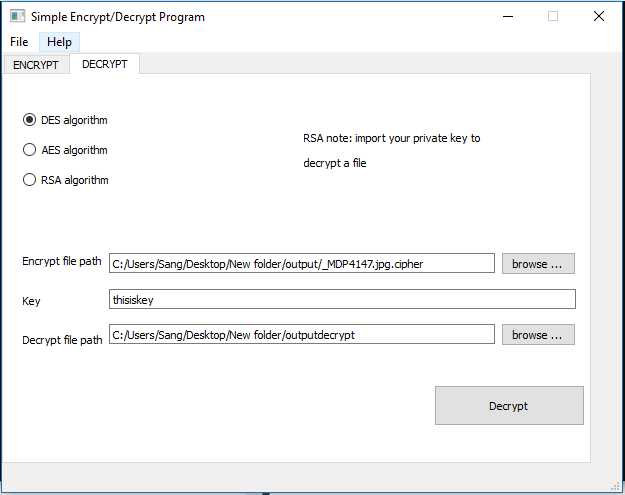 Simple Encrypt/Decrypt Program
File Help
ENCRYPT DECRYPT
DES algorithm
AES algorithm
RSA algorithm
RSA note: import your private key to
decrypt a file
Encrypt file path C:/Users/Sang/Desktop/New folder/output/_MDP4147.jpg.cipher browse ...
Key thisiskey
Decrypt file path C:/Users/Sang/Desktop/New folder/outputdecrypt browse ...
Decrypt